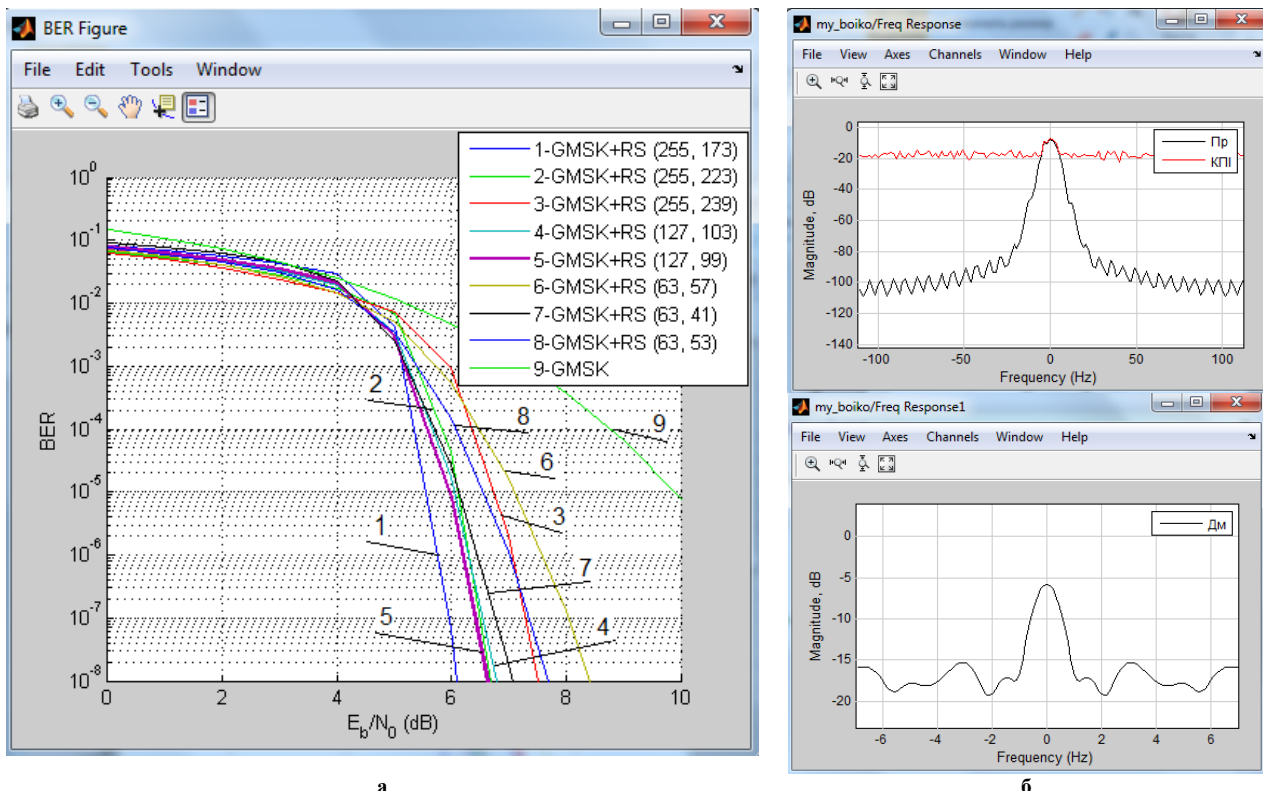 BER Figure
File Edit Tools Window
1-GMSK+RS (255, 173)
2-GMSK+RS (255, 223)
3-GMSK+RS (255, 239)
4-GMSK+RS (127, 103)
5-GMSK+RS (127, 99)
6-GMSK+RS (63, 57)
7-GMSK+RS (63, 41)
8-GMSK+RS (63, 53)
9-GMSK
10^0
10^-1
10^-2
10^-3
10^-4
10^-5
10^-6
10^-7
10^-8
BER
2
8
9
6
1
3
7
5
4
0 2 4 6 8 10
E_b/N_0 (dB)
а
my_boiko/Freq Response
File View Axes Channels Window Help
Пр
КПІ
0
-20
-40
-60
-80
-100
-120
-140
Magnitude, dB
-100 -50 0 50 100
Frequency (Hz)
my_boiko/Freq Response1
File View Axes Channels Window Help
Дм
0
-5
-10
-15
-20
Magnitude, dB
-6 -4 -2 0 2 4 6
Frequency (Hz)
б